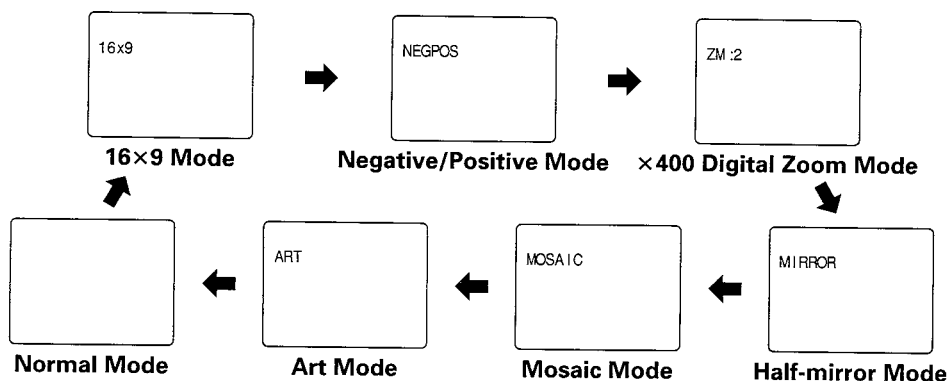 16x9
NEGPOS
ZM:2
16×9 Mode
Negative/Positive Mode
×400 Digital Zoom Mode
ART
MOSAIC
MIRROR
Normal Mode
Art Mode
Mosaic Mode
Half-mirror Mode